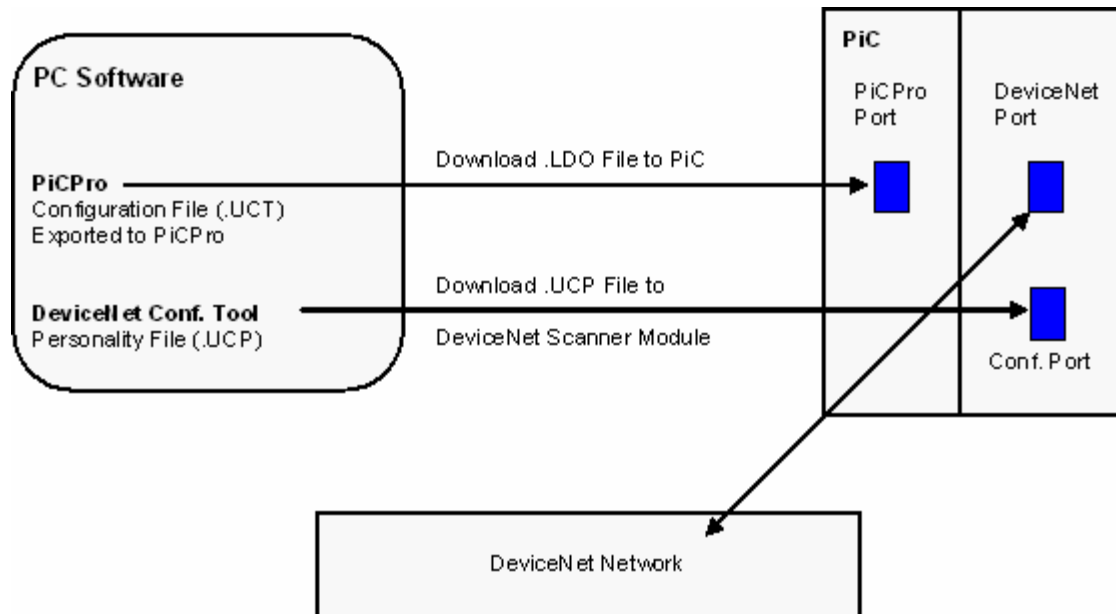 PC Software
PiCPro
Configuration File (.UCT)
Exported to PiCPro
DeviceNet Conf. Tool
Personality File (.UCP)
Download .LDO File to PiC
Download .UCP File to
DeviceNet Scanner Module
PiC
PiCPro
Port
DeviceNet
Port
Conf. Port
DeviceNet Network